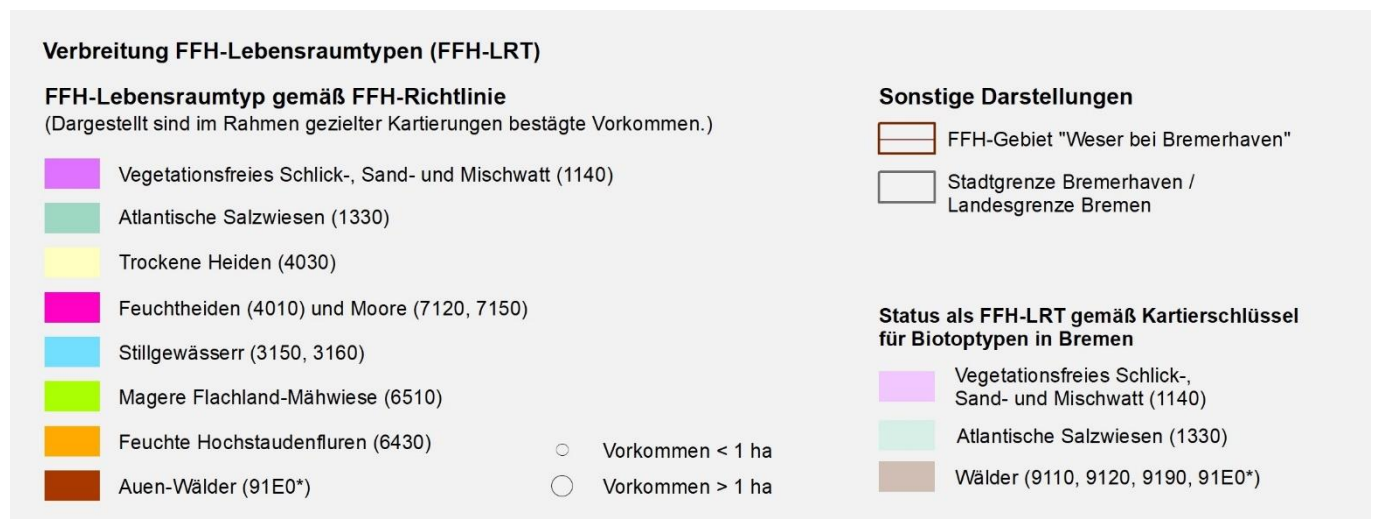 Verbreitung FFH-Lebensraumtypen (FFH-LRT)
FFH-Lebensraumtyp gemäß FFH-Richtlinie
(Dargestellt sind im Rahmen gezielter Kartierungen bestägte Vorkommen.)
Vegetationsfreies Schlick-, Sand- und Mischwatt (1140)
Atlantische Salzwiesen (1330)
Trockene Heiden (4030)
Feuchtheiden (4010) und Moore (7120, 7150)
Stillgewässerr (3150, 3160)
Magere Flachland-Mähwiese (6510)
Feuchte Hochstaudenfluren (6430)
Auen-Wälder (91E0*)
Vorkommen < 1 ha
Vorkommen > 1 ha
Sonstige Darstellungen
FFH-Gebiet "Weser bei Bremerhaven"
Stadtgrenze Bremerhaven /
Landesgrenze Bremen
Status als FFH-LRT gemäß Kartierschlüssel
für Biotoptypen in Bremen
Vegetationsfreies Schlick-,
Sand- und Mischwatt (1140)
Atlantische Salzwiesen (1330)
Wälder (9110, 9120, 9190, 91E0*)